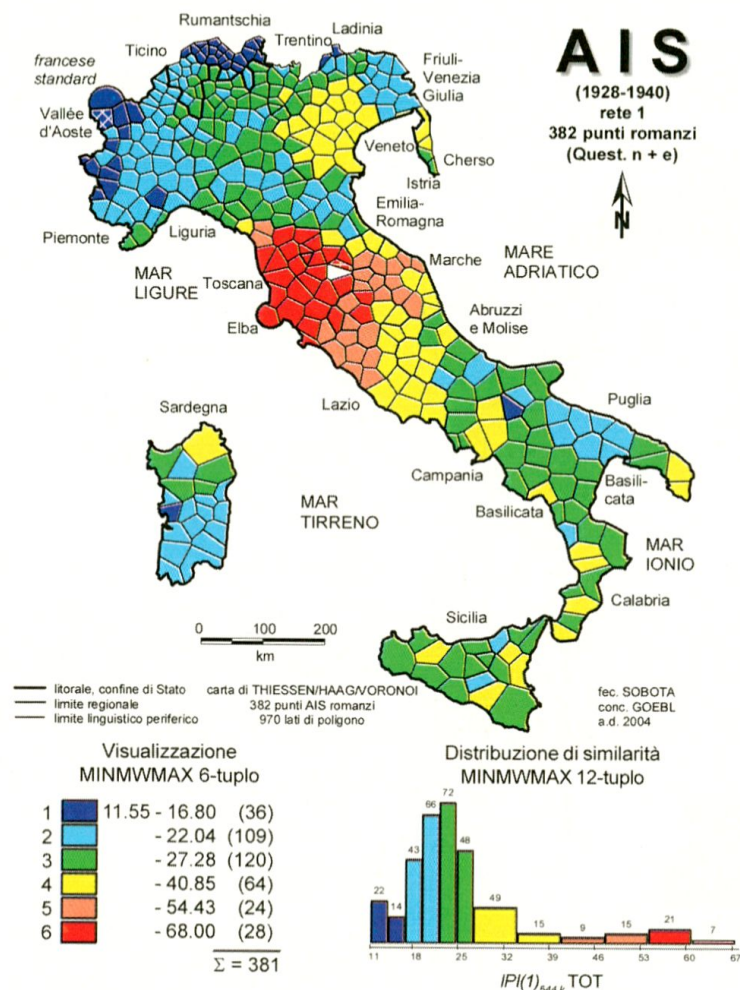 AIS
(1928-1940)
rete 1
382 punti romanzi
(Quest. n + e)
N
Rumantschia
Ladinia
Ticino
Trentino
francese
standard
Friuli-
Venezia
Giulia
Vallée
d'Aoste
Veneto
Cherso
Istria
Emilia-
Romagna
Piemonte
Liguria
MAR
LIGURE
Toscana
Marche
MARE
ADRIATICO
Elba
Abruzzi
e Molise
Lazio
Sardegna
Puglia
Campania
Basili-
cata
Basilicata
MAR
TIRRENO
MAR
IONIO
Calabria
Sicilia
0 100 200
km
litorale, confine di Stato
limite regionale
limite linguistico periferico
carta di THIESSEN/HAAG/VORONOI
382 punti AIS romanzi
970 lati di poligono
fec. SOBOTA
conc. GOEBL
a.d. 2004
Visualizzazione
MINMWMAX 6-tuplo
1 11.55 - 16.80 (36)
2 - 22.04 (109)
3 - 27.28 (120)
4 - 40.85 (64)
5 - 54.43 (24)
6 - 68.00 (28)
Σ = 381
Distribuzione di similarità
MINMWMAX 12-tuplo
22 14 43 66 72 48 49 15 9 15 21 7
11 18 25 32 39 46 53 60 67
IPI(1)544,k TOT